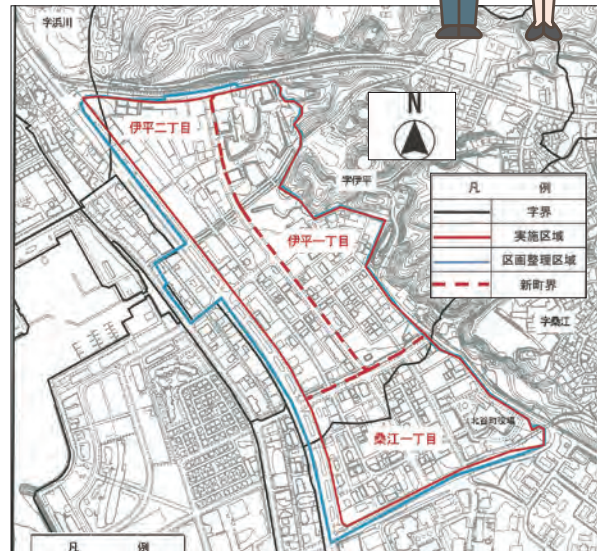 字浜川
伊平二丁目
N
字伊平
凡 例
字界
実施区域
区画整理区域
新町界
伊平一丁目
字桑江
北谷町役場
桑江一丁目
凡 例